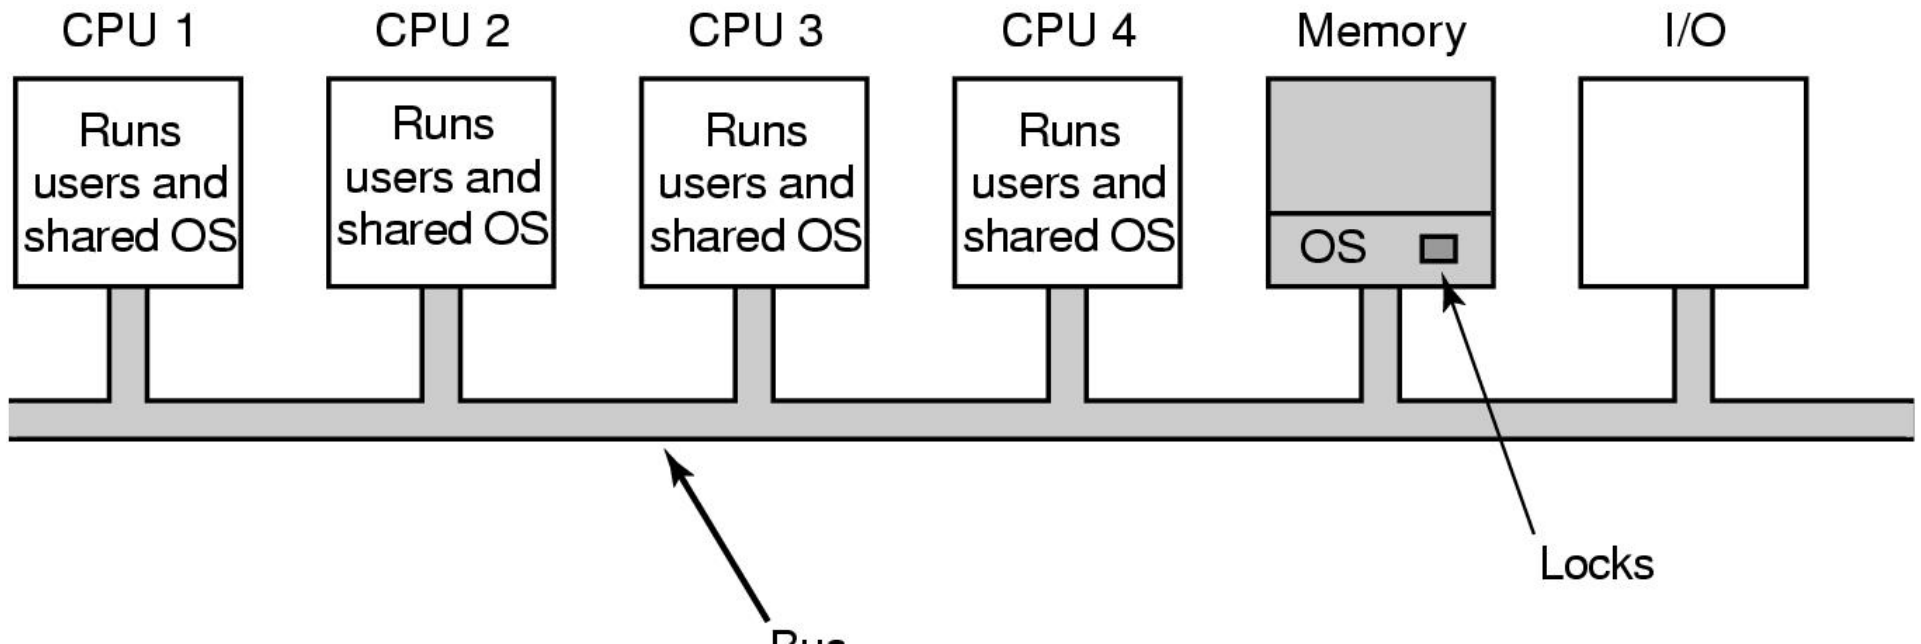 CPU 1
CPU 2
CPU 3
CPU 4
Memory
I/O
Runs
users and
shared OS
Runs
users and
shared OS
Runs
users and
shared OS
Runs
users and
shared OS
OS
Locks
Bus